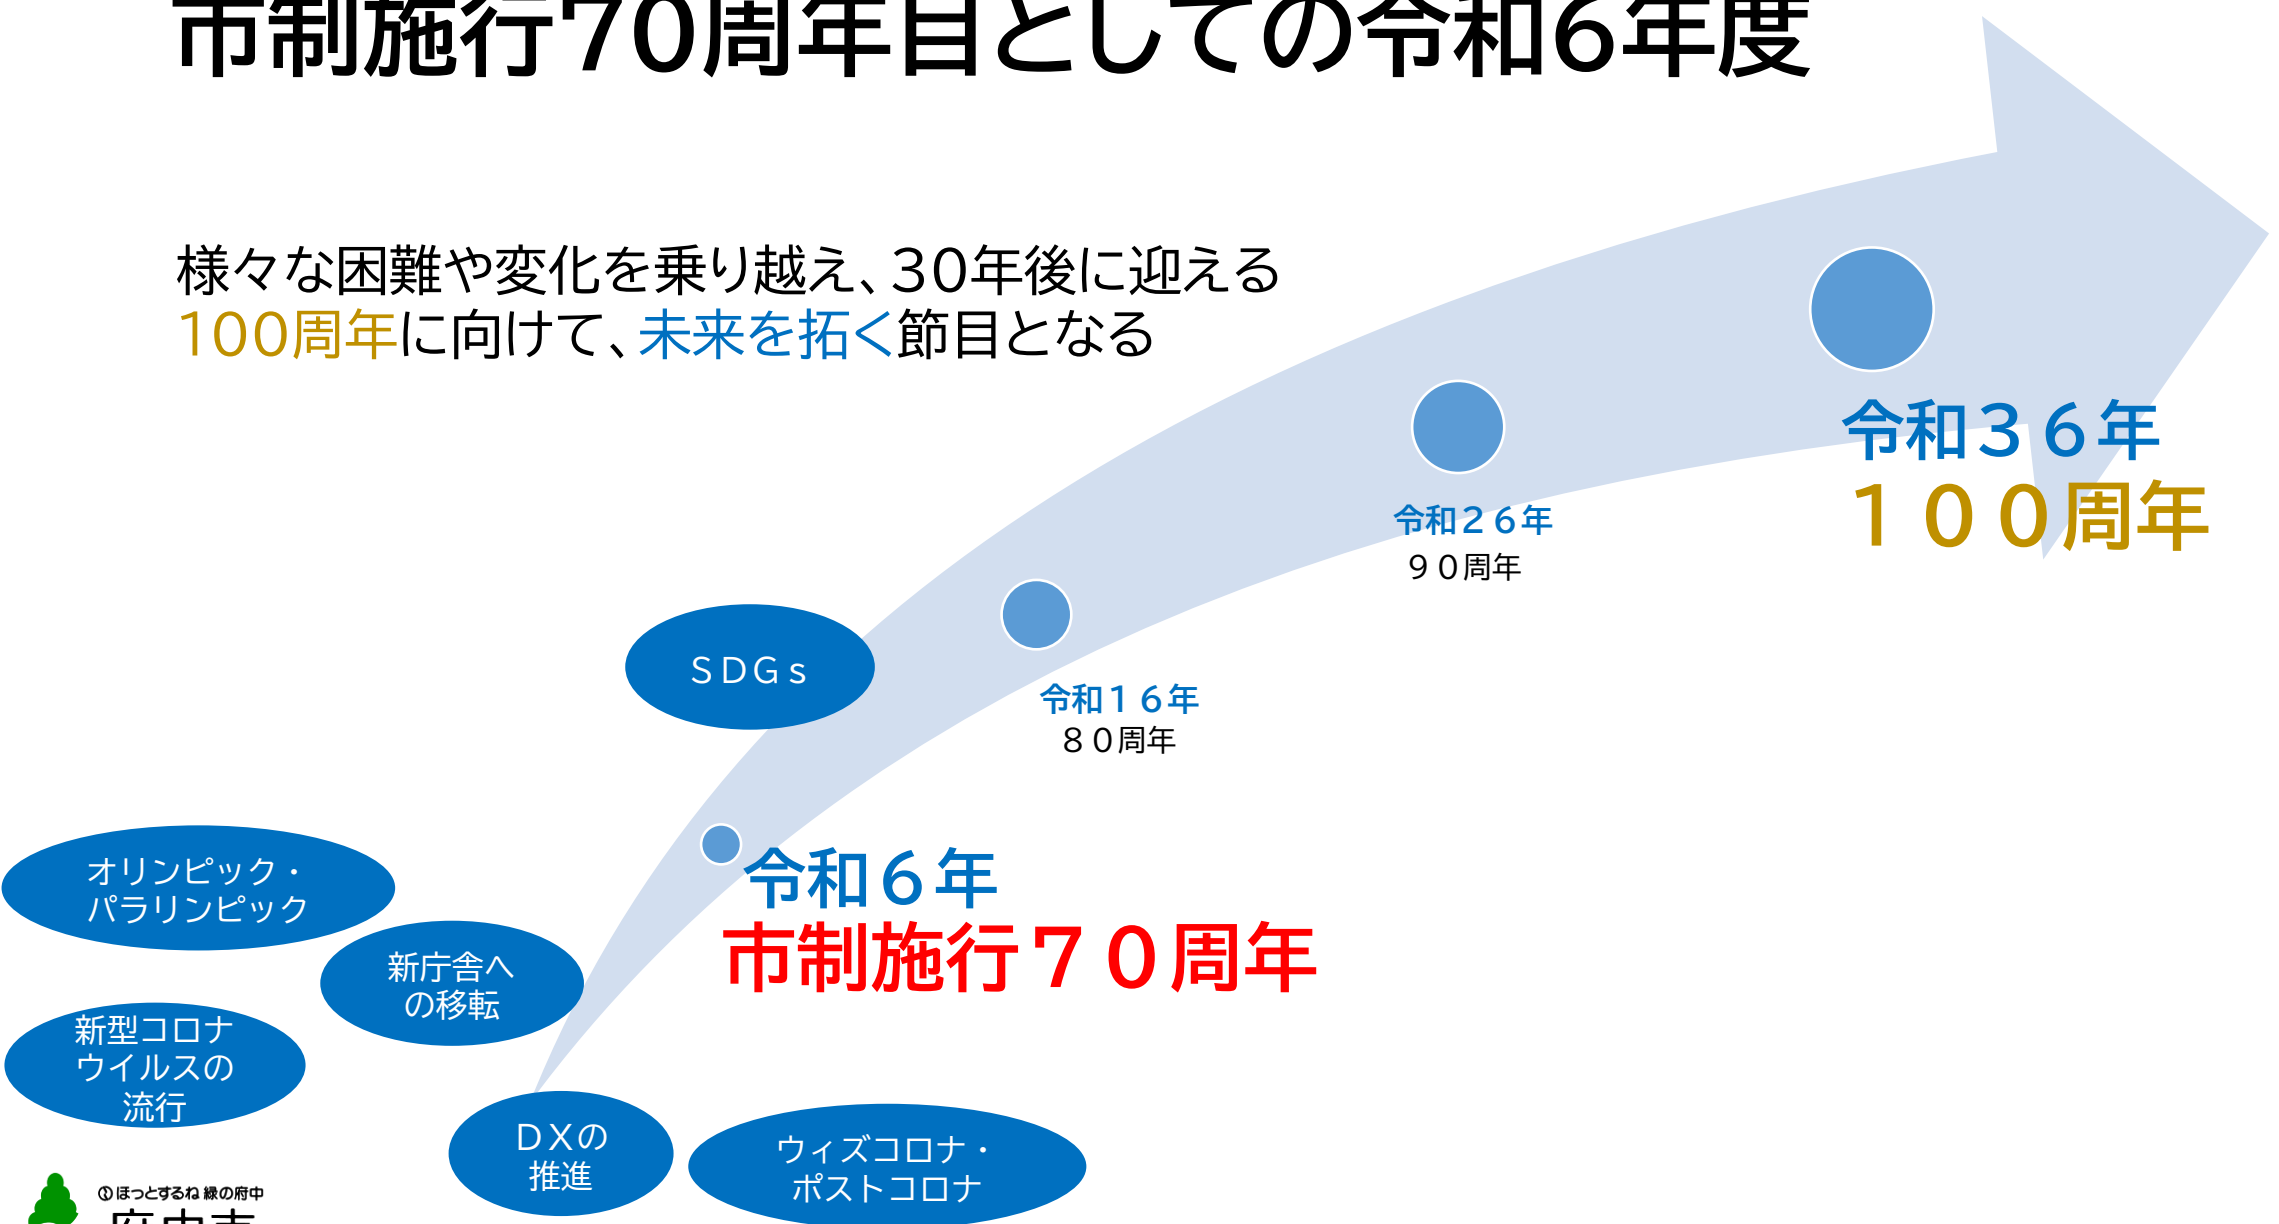 市制施行70周年目としての令和6年度
様々な困難や変化を乗り越え、30年後に迎える
100周年に向けて、未来を拓く節目となる
令和３６年
１００周年
令和２６年
９０周年
ＳＤＧｓ
令和１６年
８０周年
オリンピック・
パラリンピック
令和６年
市制施行７０周年
新庁舎へ
の移転
新型コロナ
ウイルスの
流行
ＤＸの
推進
ウィズコロナ・
ポストコロナ
ほっとするね 緑の府中
府中市